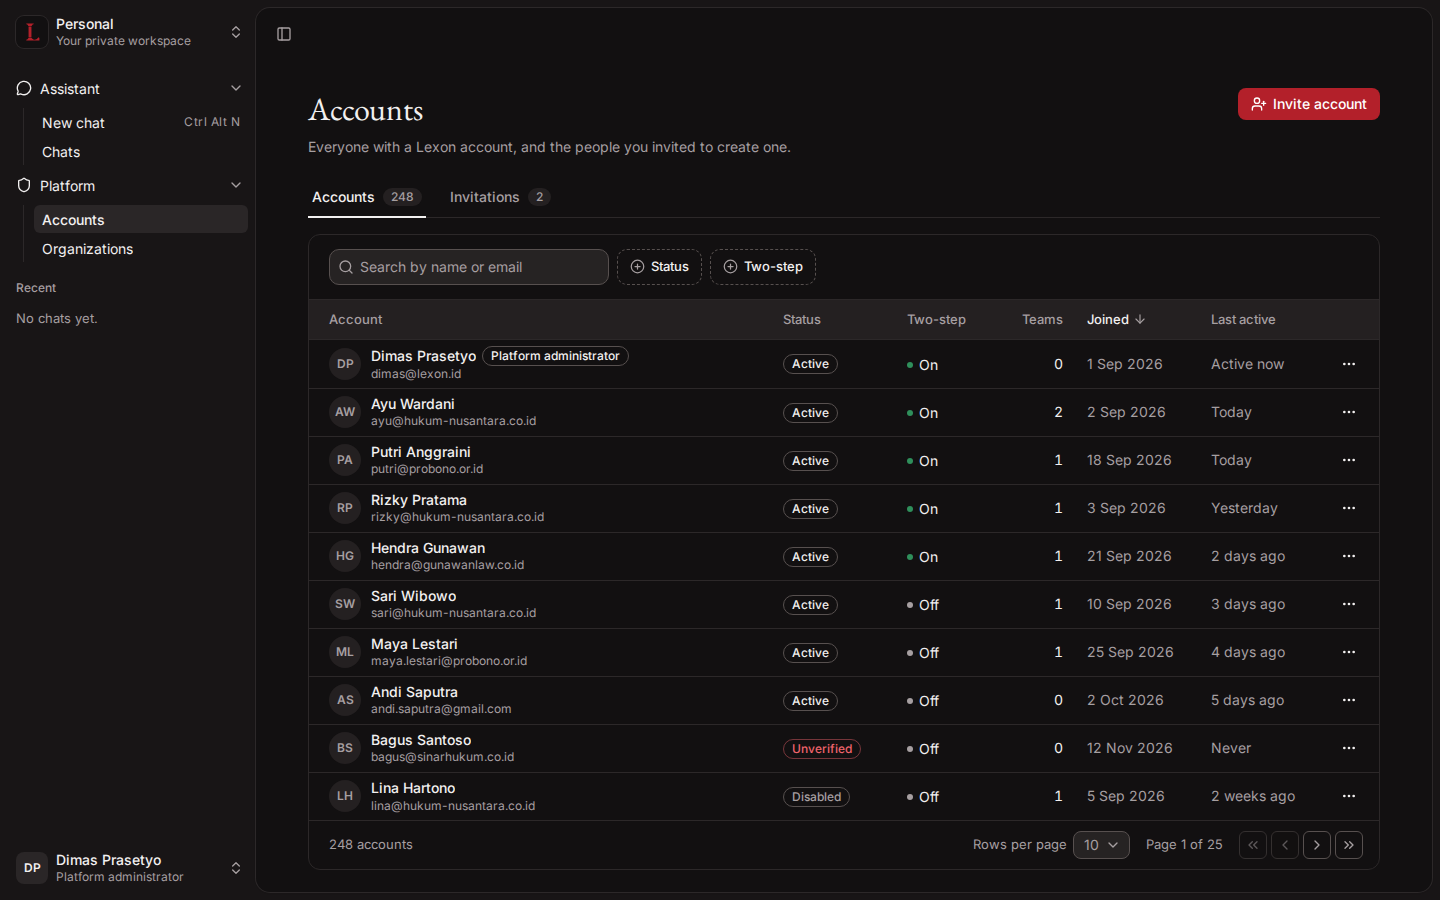 L
Personal
Your private workspace
Assistant
New chat Ctrl Alt N
Chats
Platform
Accounts
Organizations
Recent
No chats yet.
DP
Dimas Prasetyo
Platform administrator
Accounts
Invite account
Everyone with a Lexon account, and the people you invited to create one.
Accounts 248 Invitations 2
Search by name or email Status Two-step
Account Status Two-step Teams Joined Last active
DP Dimas Prasetyo Platform administrator
dimas@lexon.id
Active On 0 1 Sep 2026 Active now
AW Ayu Wardani
ayu@hukum-nusantara.co.id
Active On 2 2 Sep 2026 Today
PA Putri Anggraini
putri@probono.or.id
Active On 1 18 Sep 2026 Today
RP Rizky Pratama
rizky@hukum-nusantara.co.id
Active On 1 3 Sep 2026 Yesterday
HG Hendra Gunawan
hendra@gunawanlaw.co.id
Active On 1 21 Sep 2026 2 days ago
SW Sari Wibowo
sari@hukum-nusantara.co.id
Active Off 1 10 Sep 2026 3 days ago
ML Maya Lestari
maya.lestari@probono.or.id
Active Off 1 25 Sep 2026 4 days ago
AS Andi Saputra
andi.saputra@gmail.com
Active Off 0 2 Oct 2026 5 days ago
BS Bagus Santoso
bagus@sinarhukum.co.id
Unverified Off 0 12 Nov 2026 Never
LH Lina Hartono
lina@hukum-nusantara.co.id
Disabled Off 1 5 Sep 2026 2 weeks ago
248 accounts Rows per page 10 Page 1 of 25